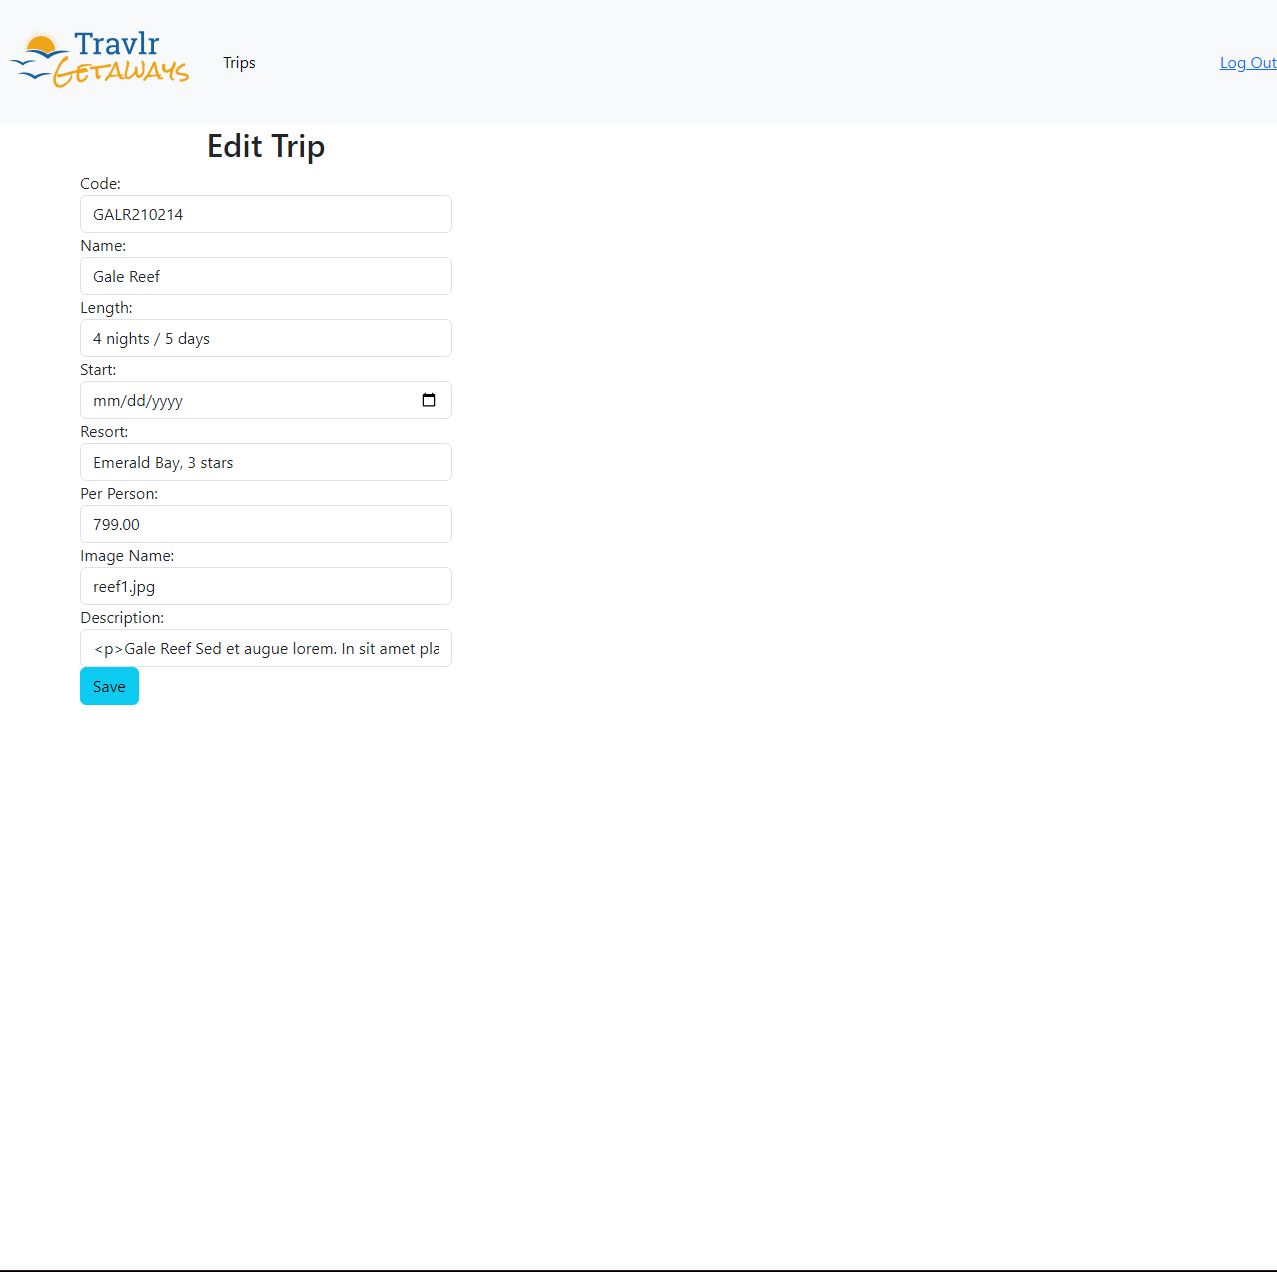 Travlr
Getaways
Trips
Log Out
Edit Trip
Code:
GALR210214
Name:
Gale Reef
Length:
4 nights / 5 days
Start:
mm/dd/yyyy
Resort:
Emerald Bay, 3 stars
Per Person:
799.00
Image Name:
reef1.jpg
Description:
<p>Gale Reef Sed et augue lorem. In sit amet pla
Save